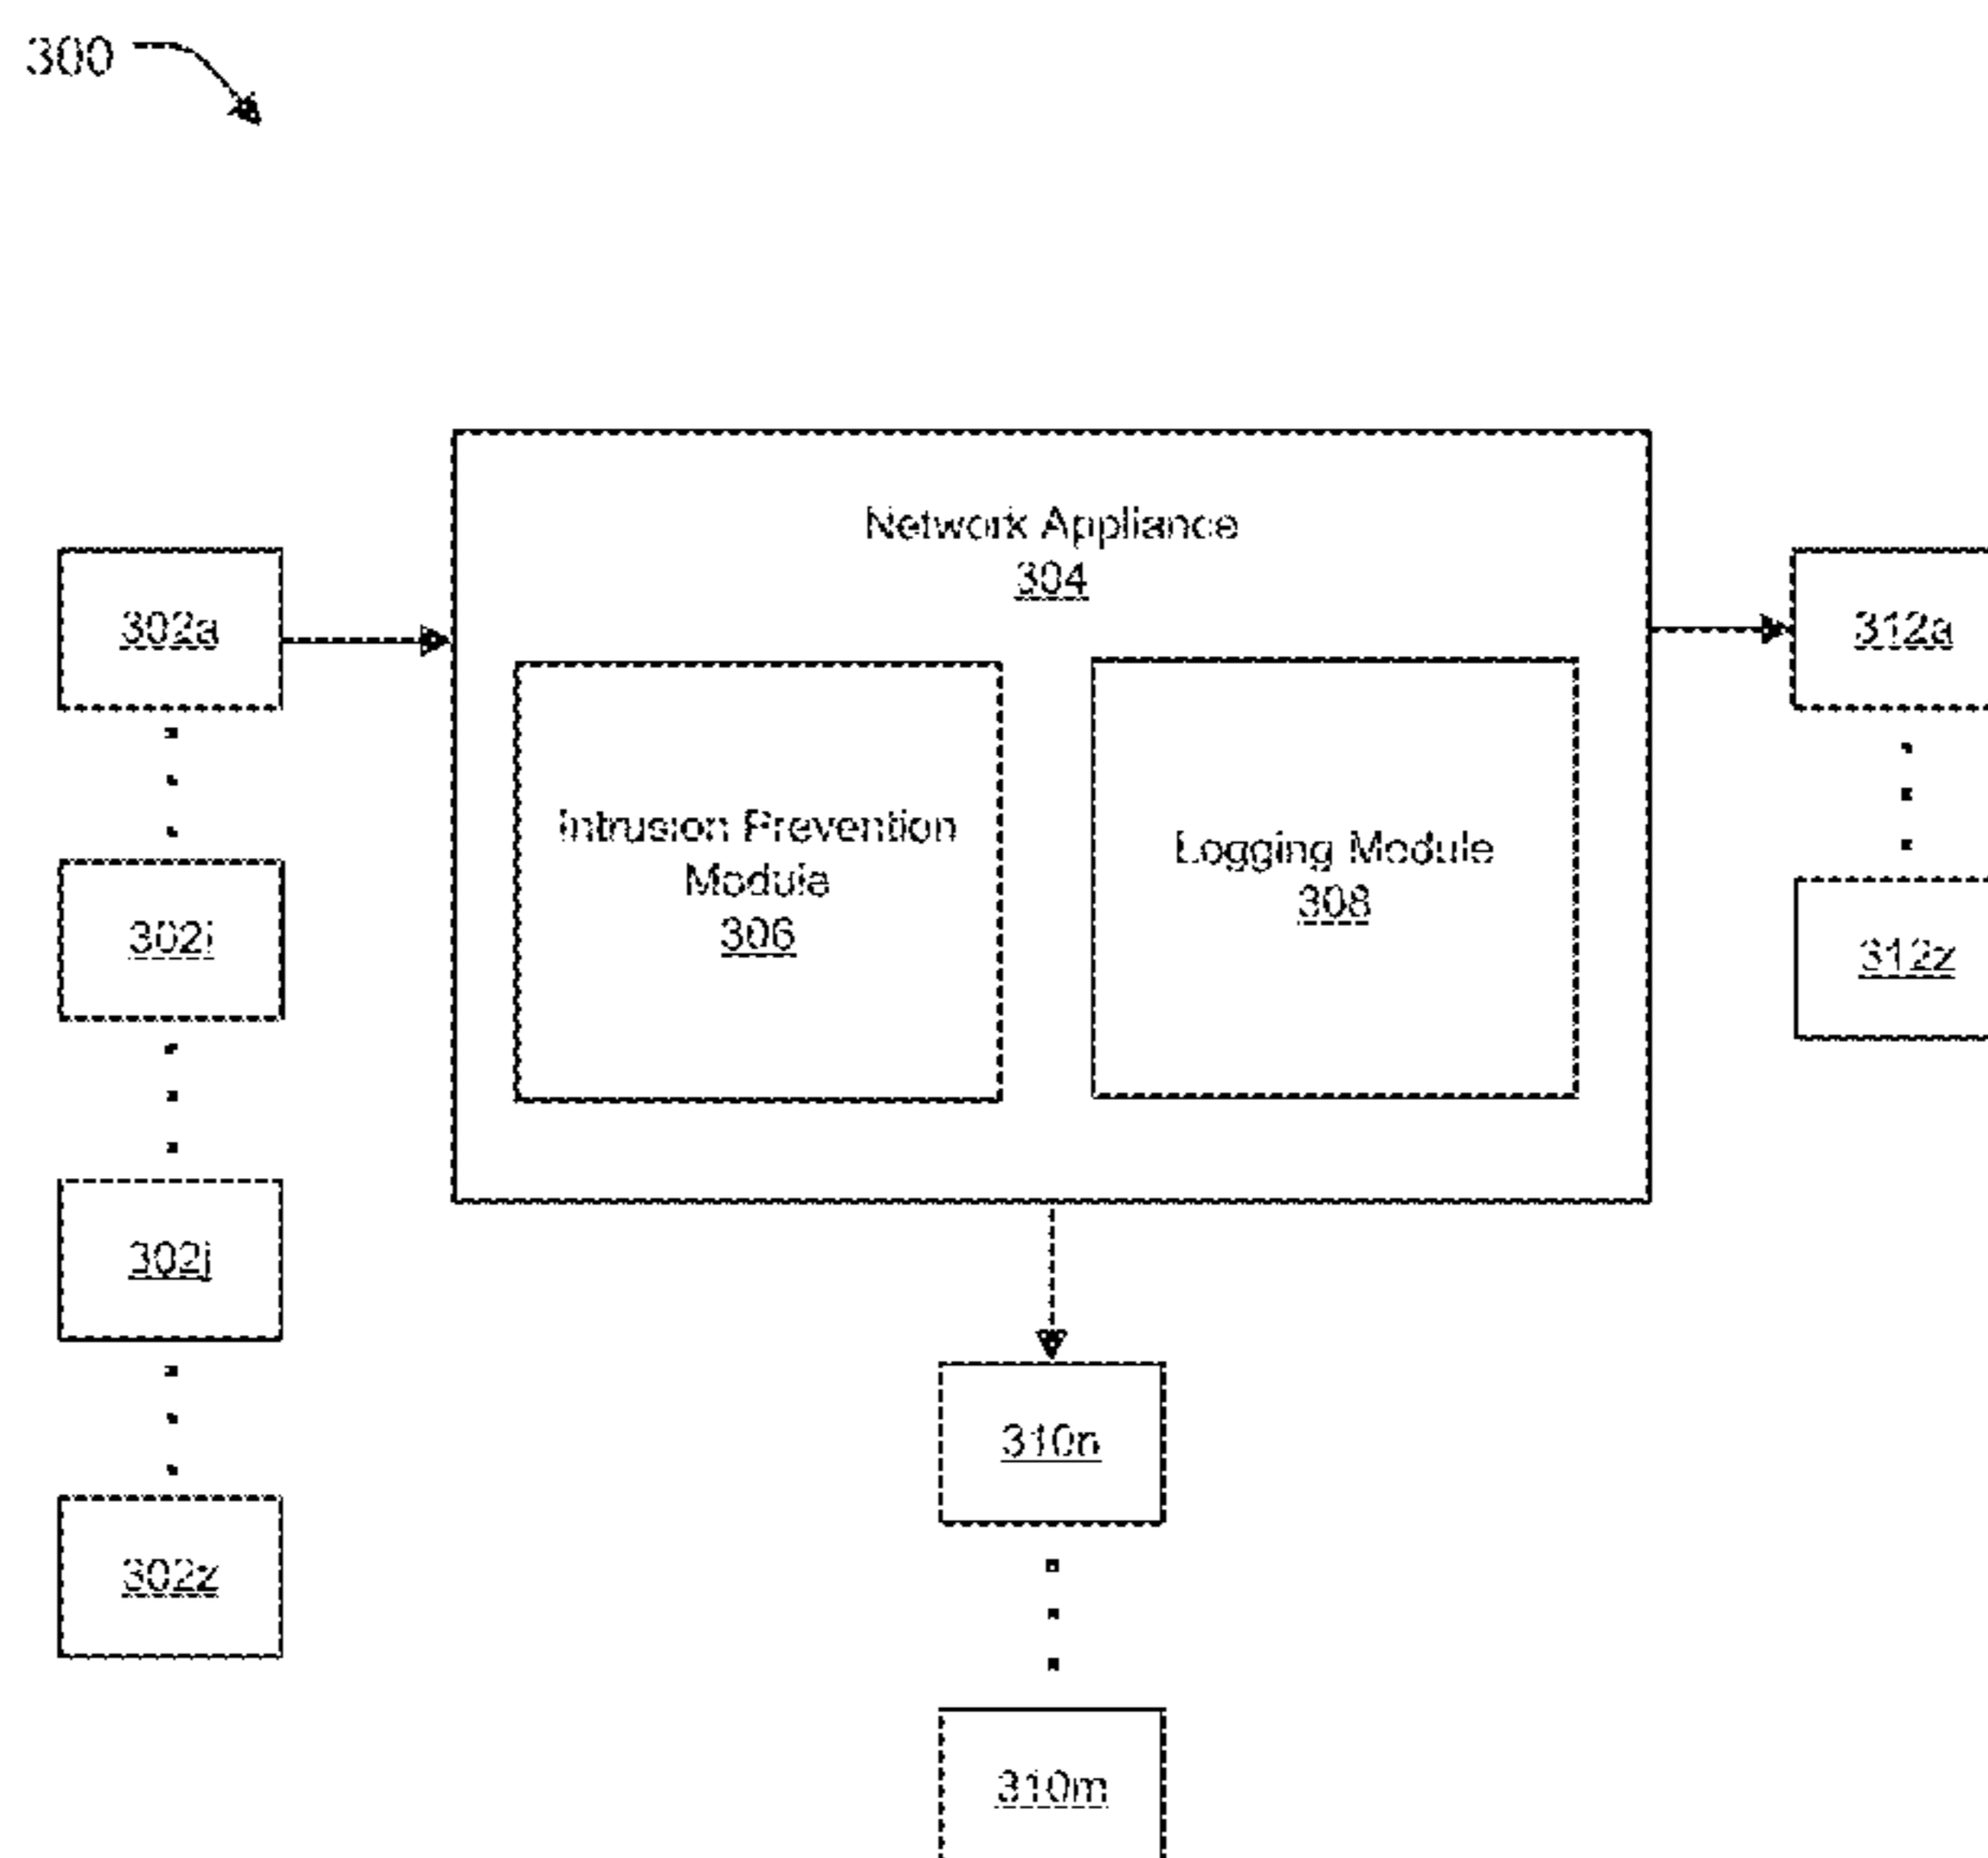 300
Network Appliance
304
302a
312a
Intrusion Prevention
Module
306
Logging Module
308
302i
312z
302j
310n
302z
310m